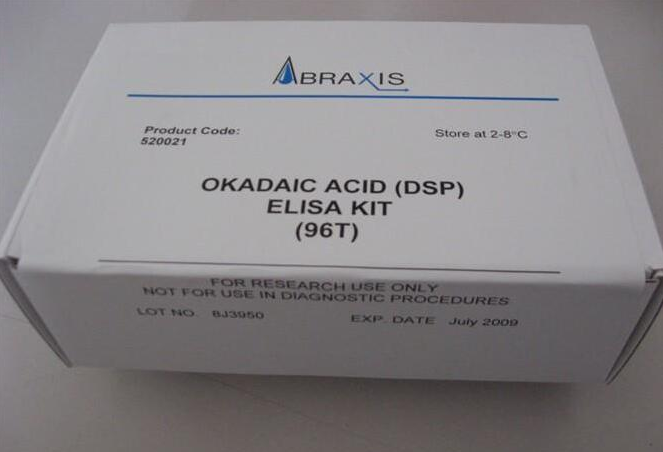 ABRAXIS
Product Code:
520021
Store at 2-8°C
OKADAIC ACID (DSP)
ELISA KIT
(96T)
FOR RESEARCH USE ONLY
NOT FOR USE IN DIAGNOSTIC PROCEDURES
LOT NO. 8J3950
EXP. DATE July 2009